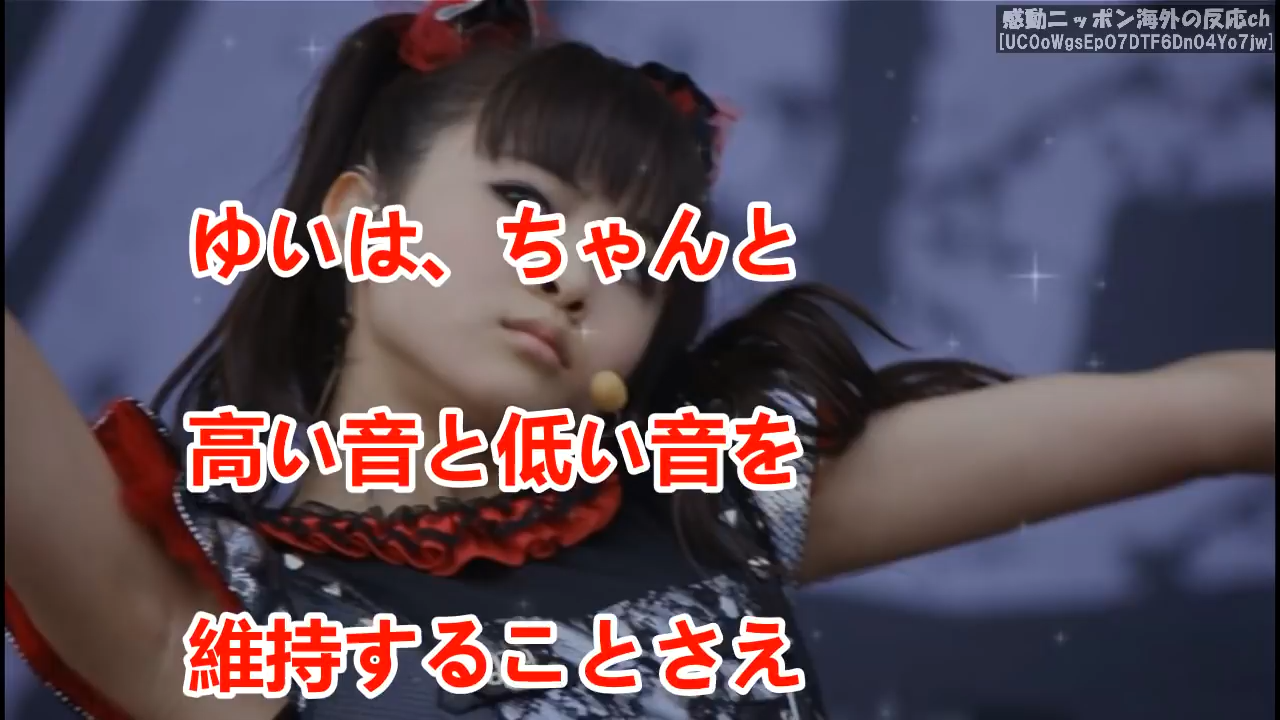 感動ニッポン海外の反応ch
[UCOoWgsEpO7DTF6DnO4Yo7jw]
ゆいは、ちゃんと
高い音と低い音を
維持することさえ